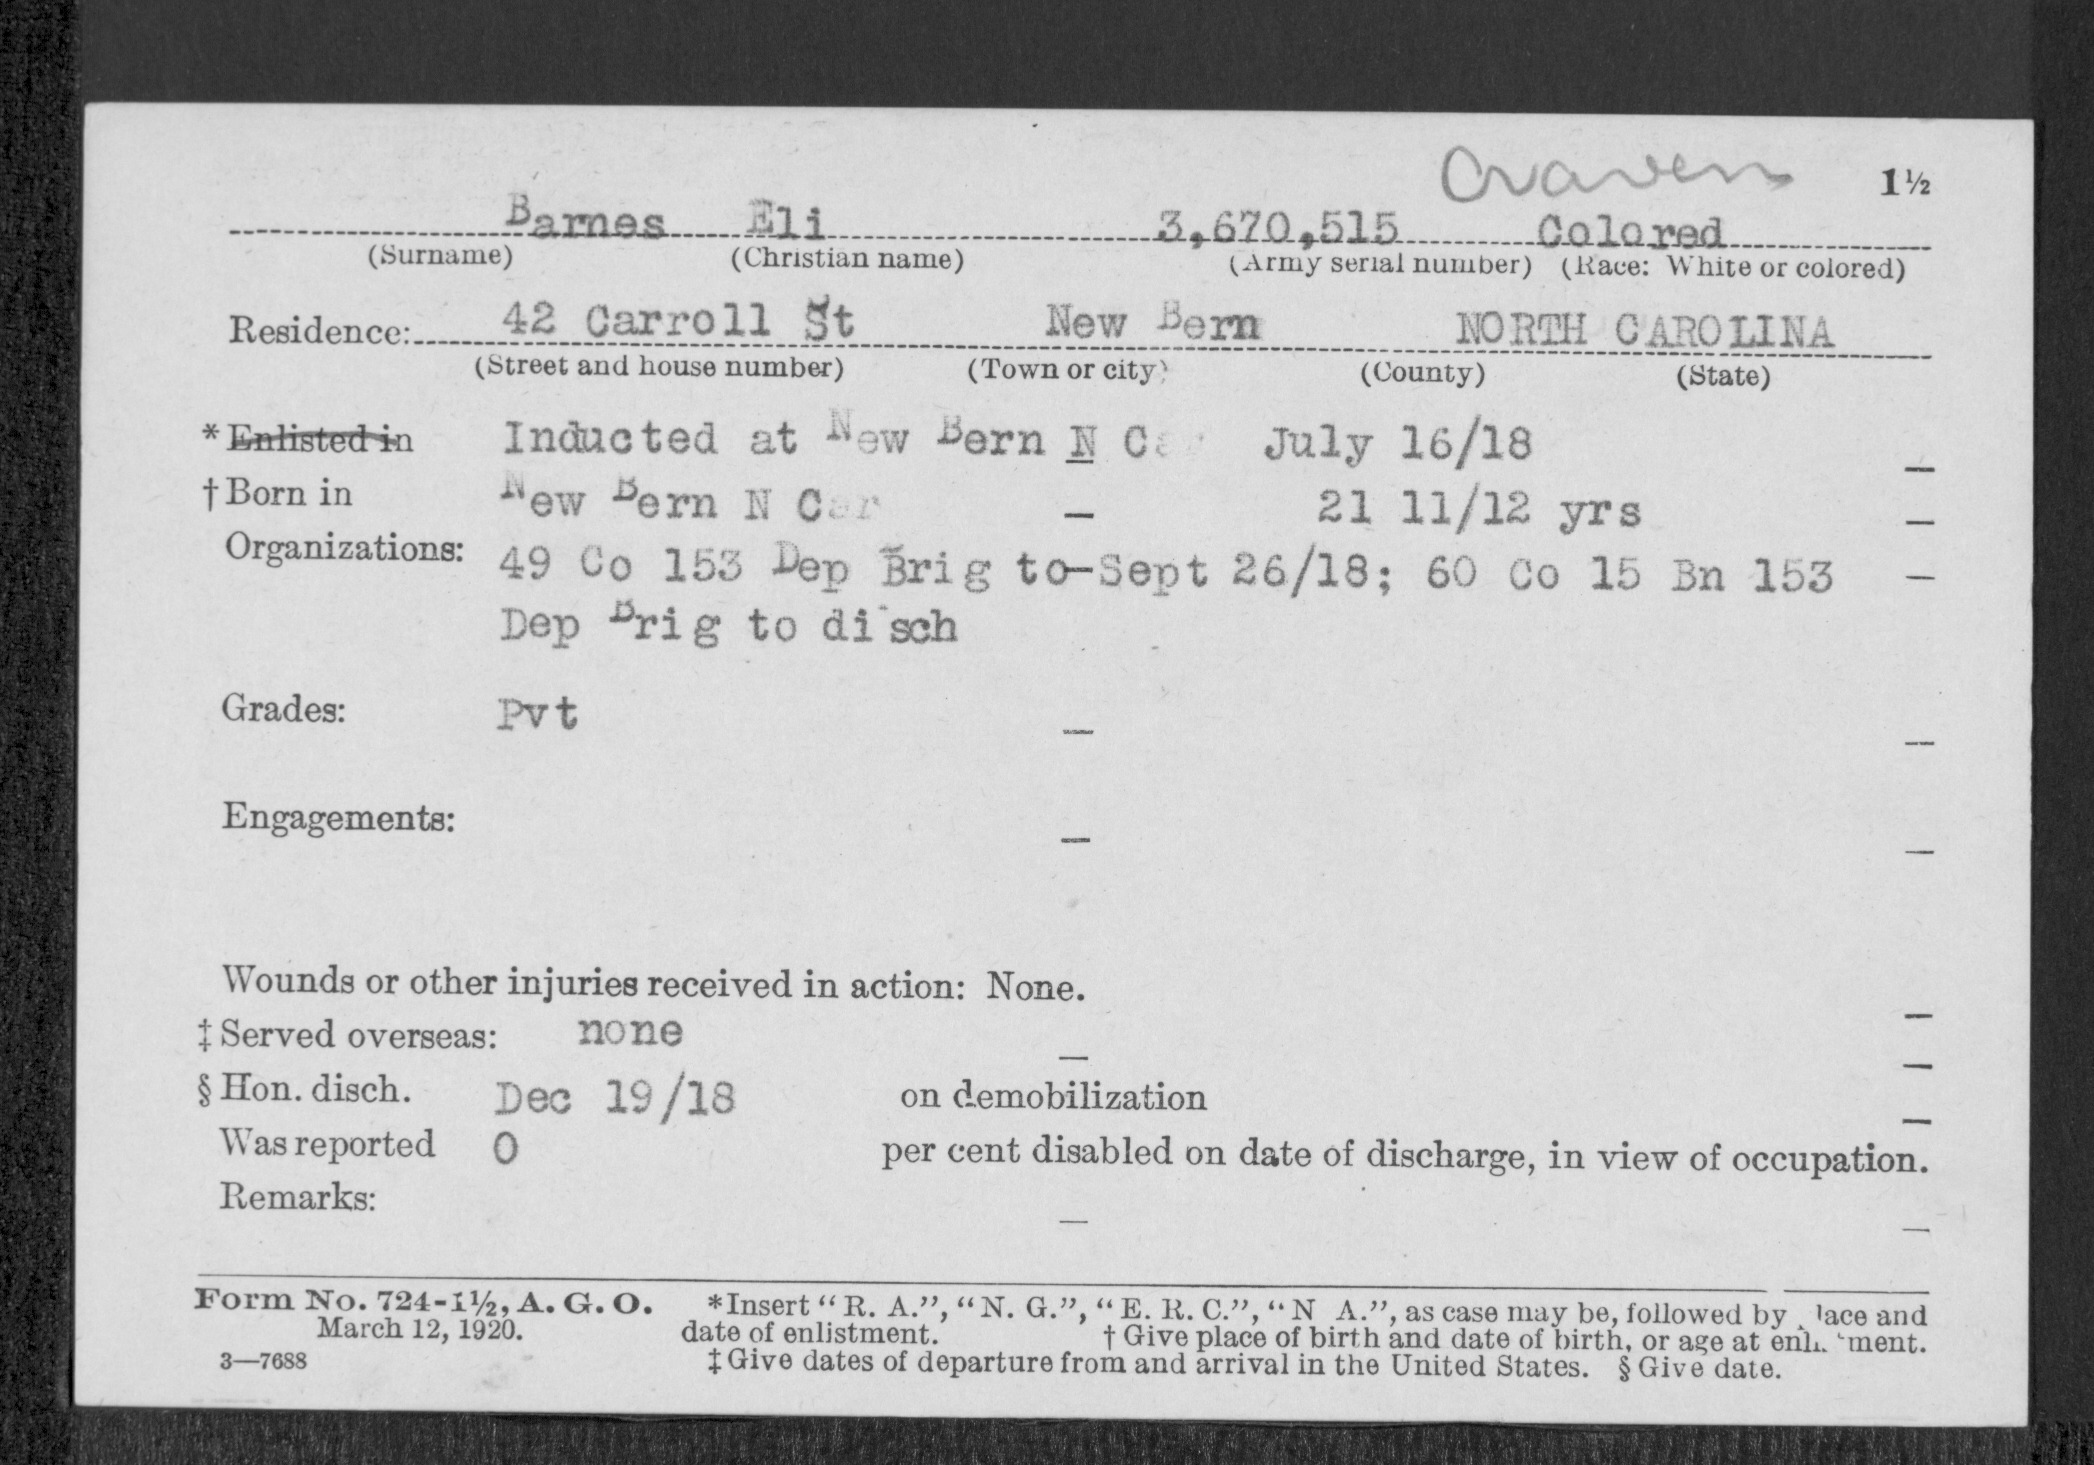 Craven 1½
Barnes Eli 3,670,515 Colored
(Surname) (Christian name) (Army serial number) (Race: White or colored)
Residence: 42 Carroll St New Bern NORTH CAROLINA
(Street and house number) (Town or city) (County) (State)
* Enlisted in Inducted at New Bern N Car July 16/18 –
† Born in New Bern N Car – 21 11/12 yrs –
Organizations: 49 Co 153 Dep Brig to-Sept 26/18; 60 Co 15 Bn 153 –
Dep Brig to disch
Grades: Pvt – –
Engagements: – –
Wounds or other injuries received in action: None. –
‡ Served overseas: none – –
§ Hon. disch. Dec 19/18 on demobilization –
Was reported 0 per cent disabled on date of discharge, in view of occupation.
Remarks: – –
Form No. 724-1½, A. G. O. *Insert “R. A.”, “N. G.”, “E. R. C.”, “N A.”, as case may be, followed by place and
March 12, 1920. date of enlistment. † Give place of birth and date of birth, or age at enlistment.
3—7688 ‡ Give dates of departure from and arrival in the United States. § Give date.